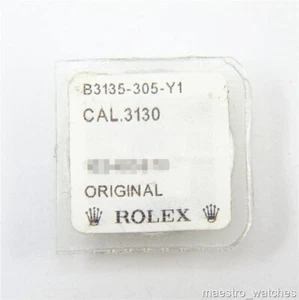 B3135-305-Y1
CAL.3130
ORIGINAL
ROLEX
maestro_watches